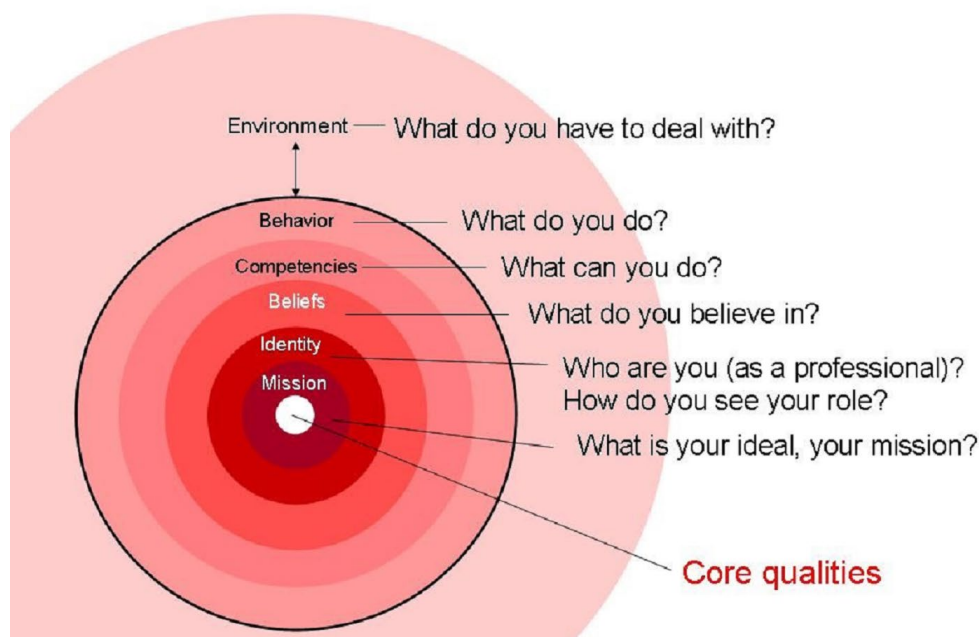 Environment What do you have to deal with?
Behavior What do you do?
Competencies What can you do?
Beliefs
What do you believe in?
Identity
Who are you (as a professional)?
How do you see your role?
Mission
What is your ideal, your mission?
Core qualities